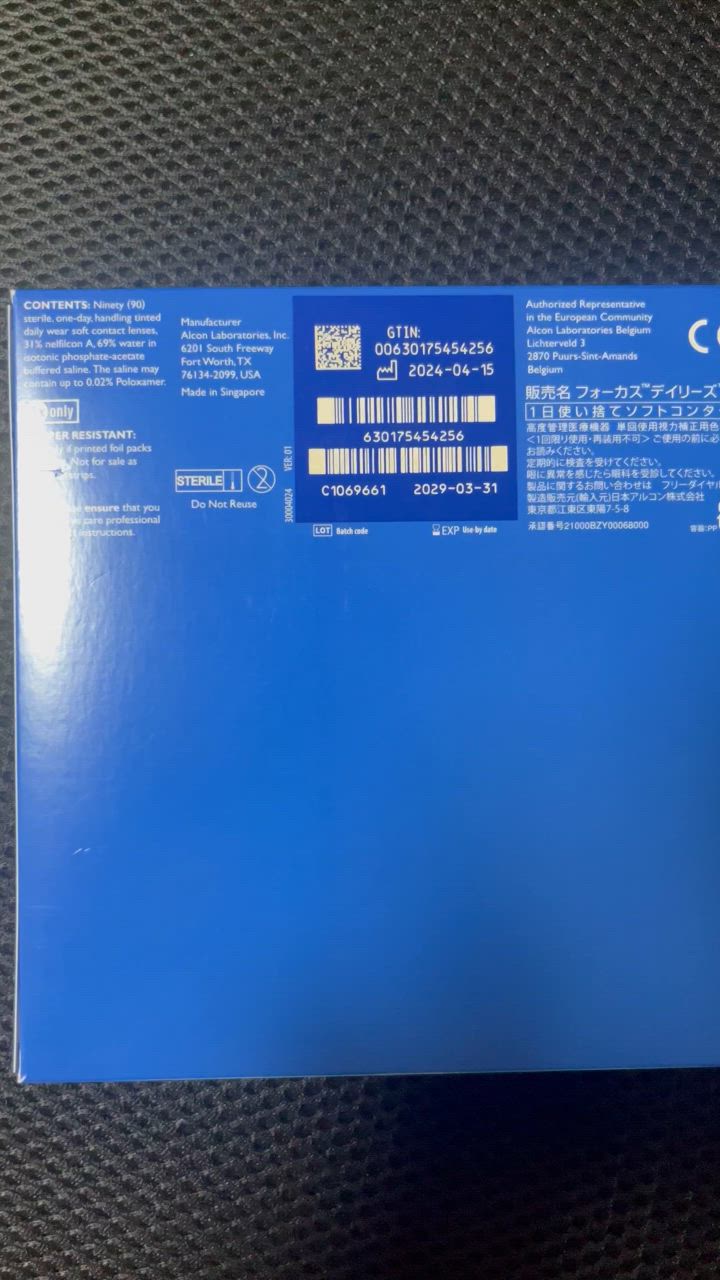 CONTENTS: Ninety (90)
sterile, one-day, handling tinted
daily wear soft contact lenses,
31% nelfilcon A, 69% water in
isotonic phosphate-acetate
buffered saline. The saline may
contain up to 0.02% Poloxamer.
only
PER RESISTANT:
if printed foil packs
Not for sale as
strips.
ensure that you
care professional
instructions.
Manufacturer
Alcon Laboratories, Inc.
6201 South Freeway
Fort Worth, TX
76134-2099, USA
Made in Singapore
STERILE
Do Not Reuse
30004024 VER: 01
GTIN:
00630175454256
2024-04-15
630175454256
C1069661 2029-03-31
LOT Batch code
EXP Use by date
Authorized Representative
in the European Community
Alcon Laboratories Belgium
Lichterveld 3
2870 Puurs-Sint-Amands
Belgium
販売名 フォーカス™デイリーズ
1日使い捨てソフトコンタ
高度管理医療機器 単回使用視力補正用色
<1回限り使用・再装用不可> ご使用の前に必
お読みください。
定期的に検査を受けてください。
眼に異常を感じたら眼科を受診してください。
製品に関するお問い合わせは フリーダイヤル
製造販売元(輸入元)日本アルコン株式会社
東京都江東区東陽7-5-8
承認番号21000BZY00068000
容器:PP